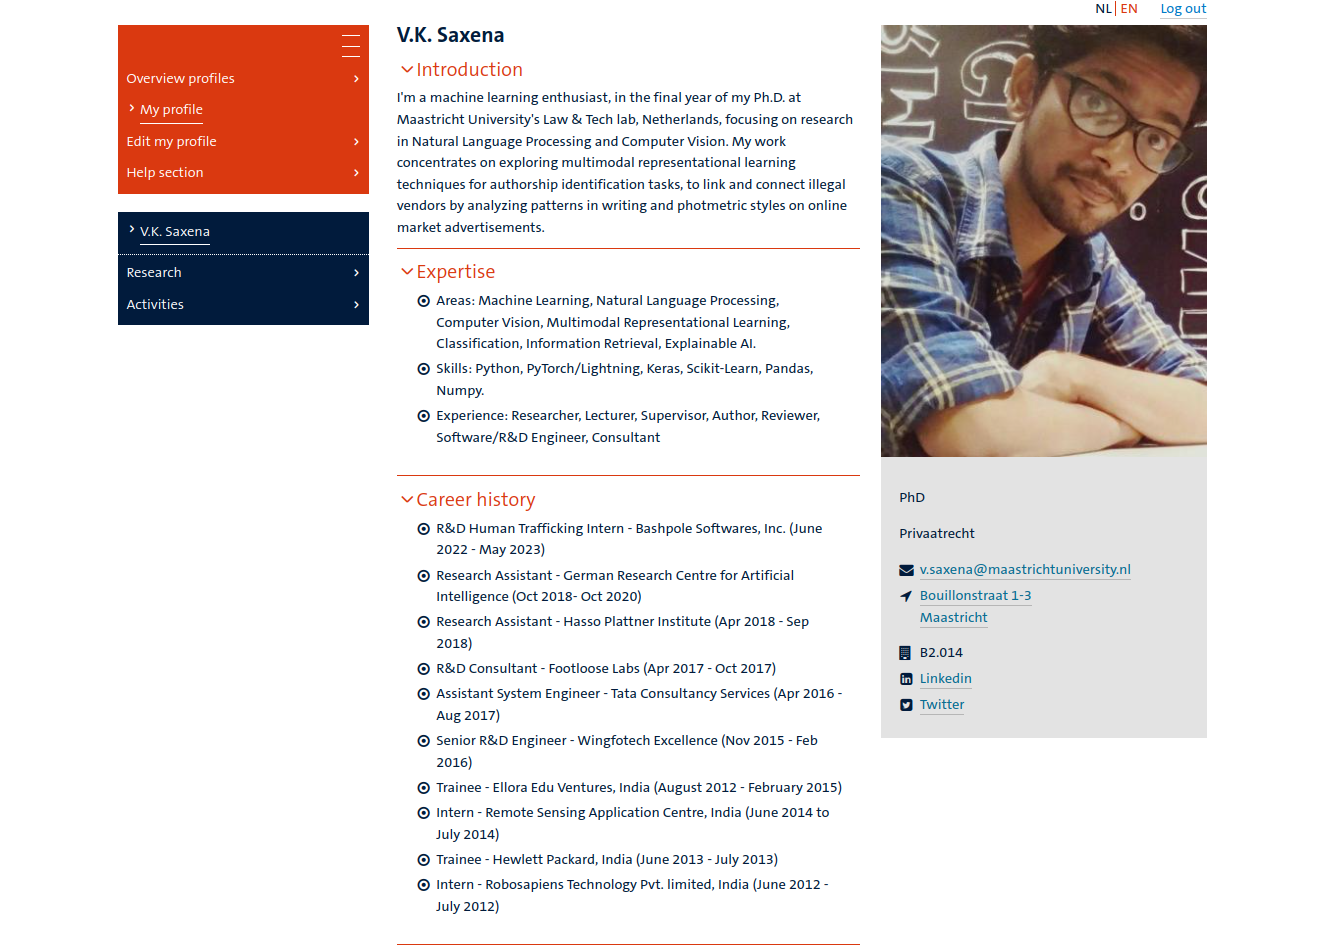 NL | EN Log out
Overview profiles
My profile
Edit my profile
Help section
V.K. Saxena
Research
Activities
V.K. Saxena
Introduction
I'm a machine learning enthusiast, in the final year of my Ph.D. at
Maastricht University's Law & Tech lab, Netherlands, focusing on research
in Natural Language Processing and Computer Vision. My work
concentrates on exploring multimodal representational learning
techniques for authorship identification tasks, to link and connect illegal
vendors by analyzing patterns in writing and photmetric styles on online
market advertisements.
Expertise
Areas: Machine Learning, Natural Language Processing,
Computer Vision, Multimodal Representational Learning,
Classification, Information Retrieval, Explainable AI.
Skills: Python, PyTorch/Lightning, Keras, Scikit-Learn, Pandas,
Numpy.
Experience: Researcher, Lecturer, Supervisor, Author, Reviewer,
Software/R&D Engineer, Consultant
Career history
R&D Human Trafficking Intern - Bashpole Softwares, Inc. (June
2022 - May 2023)
Research Assistant - German Research Centre for Artificial
Intelligence (Oct 2018- Oct 2020)
Research Assistant - Hasso Plattner Institute (Apr 2018 - Sep
2018)
R&D Consultant - Footloose Labs (Apr 2017 - Oct 2017)
Assistant System Engineer - Tata Consultancy Services (Apr 2016 -
Aug 2017)
Senior R&D Engineer - Wingfotech Excellence (Nov 2015 - Feb
2016)
Trainee - Ellora Edu Ventures, India (August 2012 - February 2015)
Intern - Remote Sensing Application Centre, India (June 2014 to
July 2014)
Trainee - Hewlett Packard, India (June 2013 - July 2013)
Intern - Robosapiens Technology Pvt. limited, India (June 2012 -
July 2012)
PhD
Privaatrecht
v.saxena@maastrichtuniversity.nl
Bouillonstraat 1-3
Maastricht
B2.014
Linkedin
Twitter